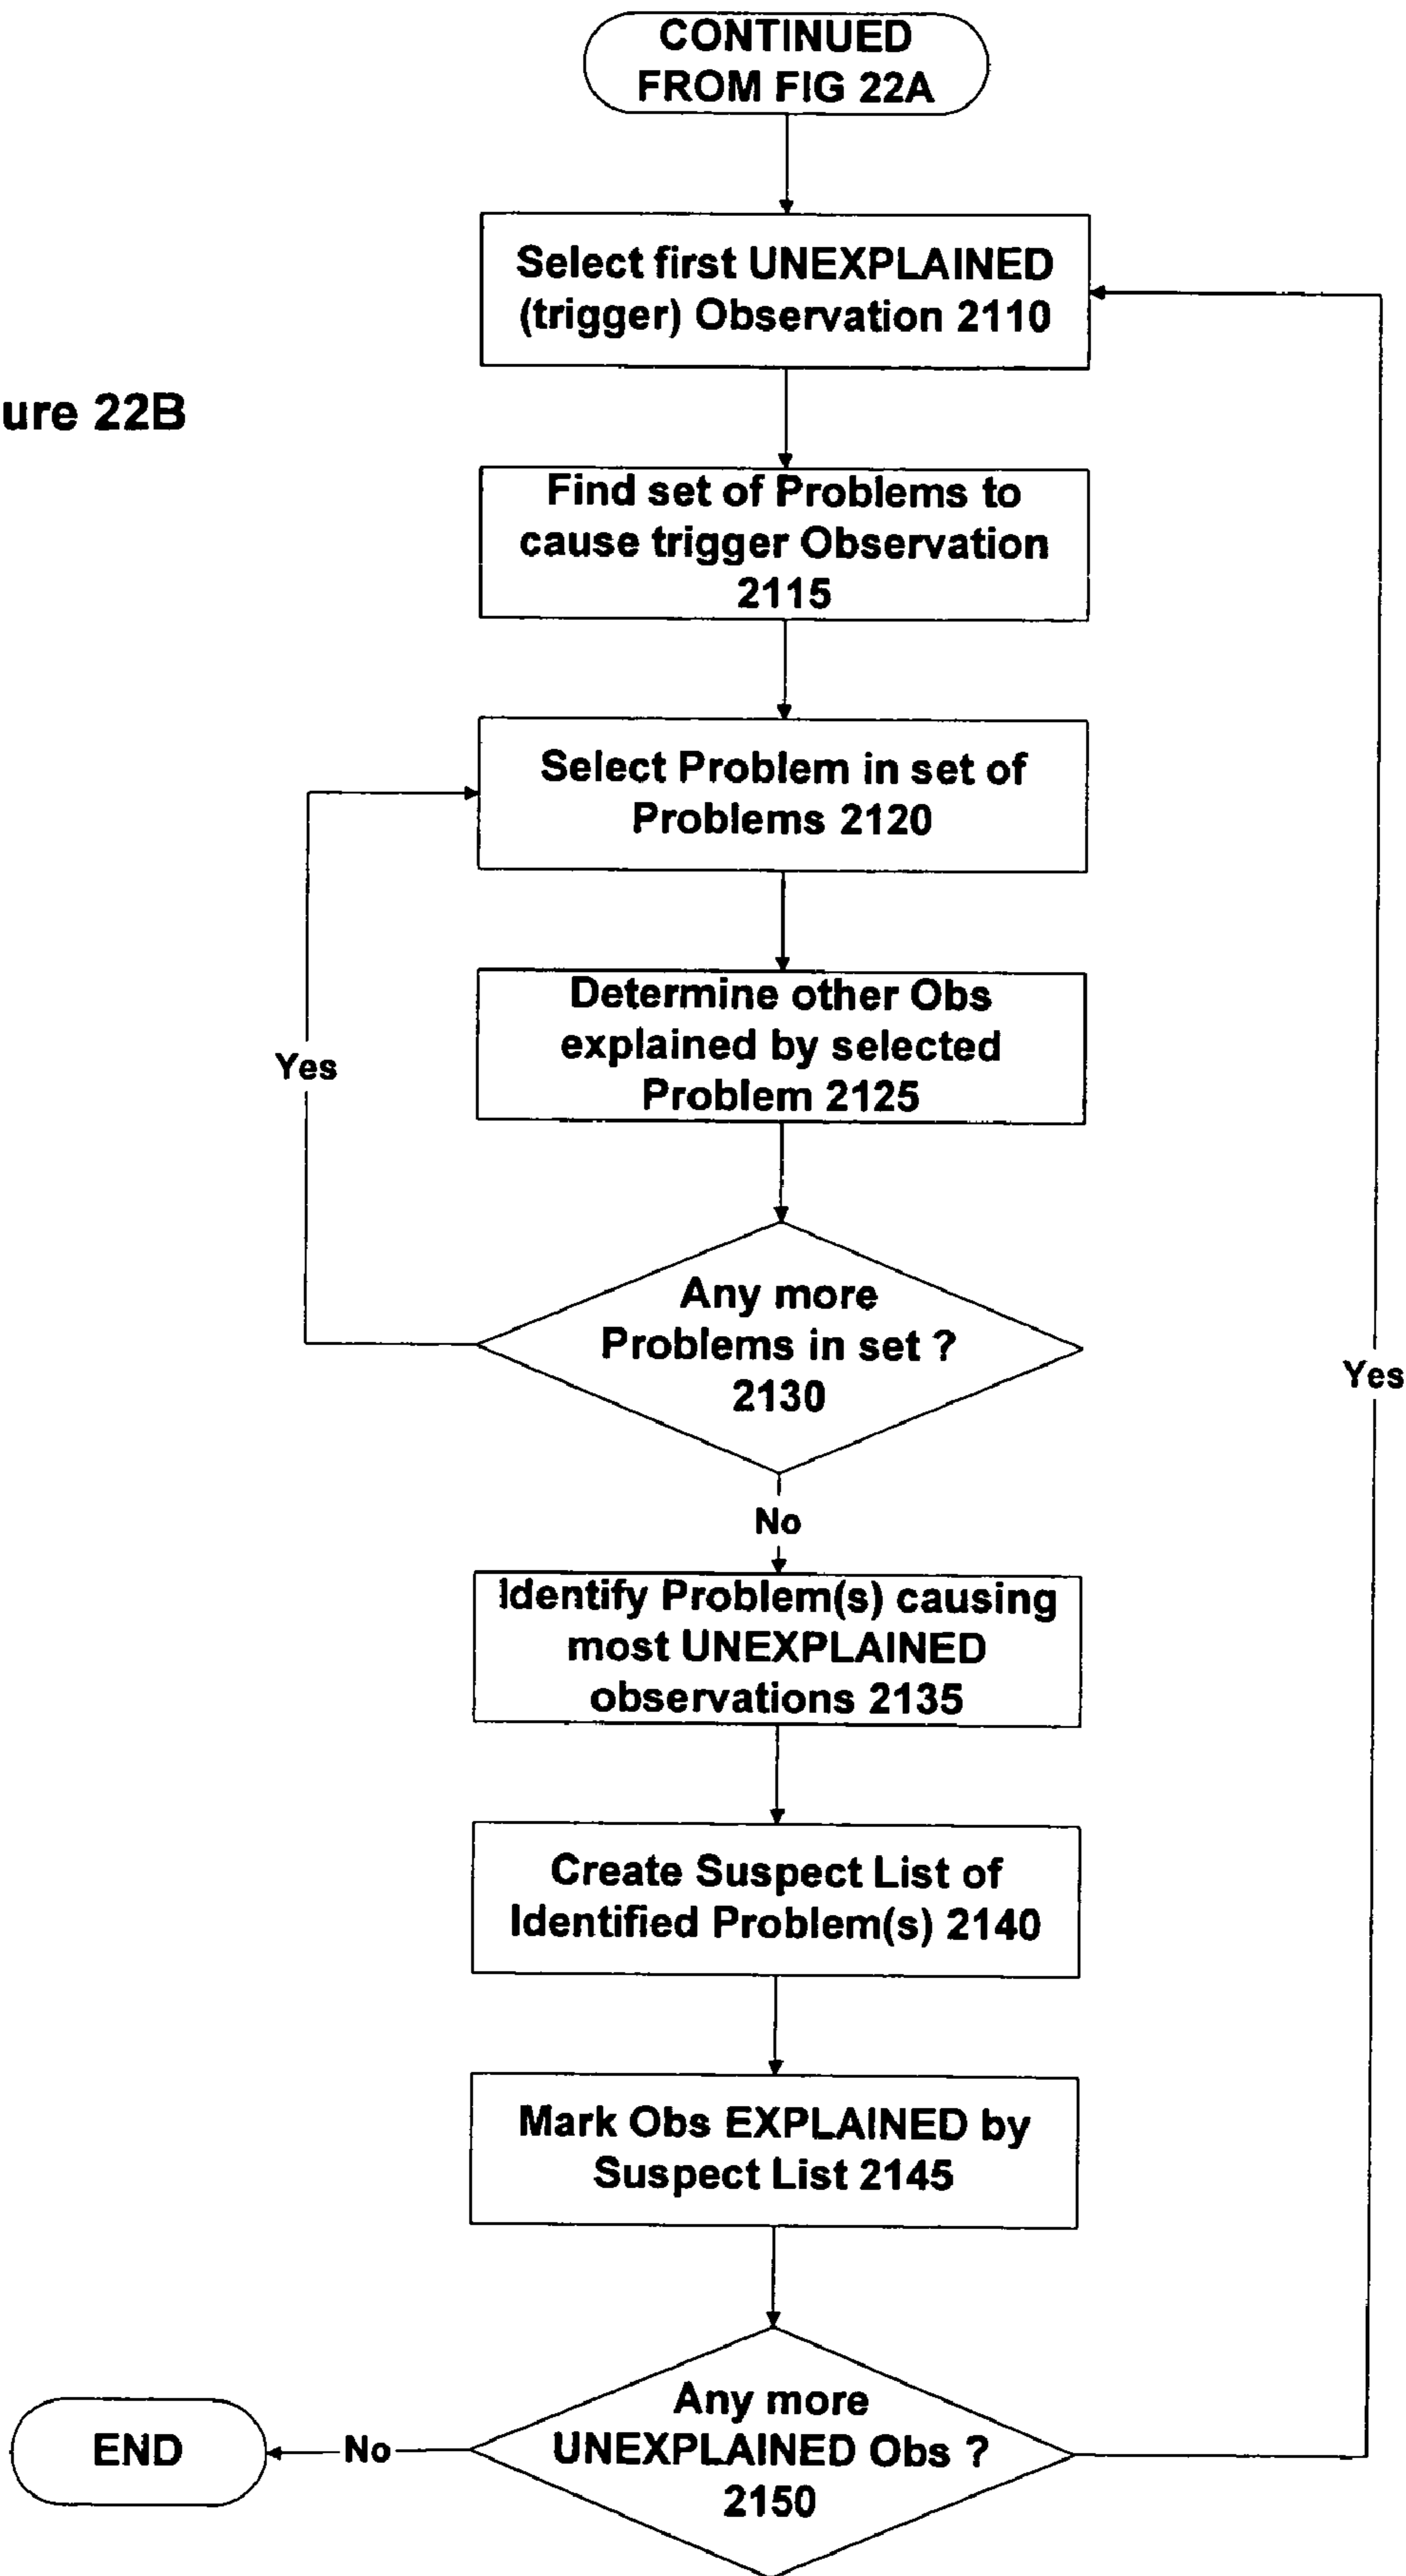 CONTINUED
FROM FIG 22A
Select first UNEXPLAINED
(trigger) Observation 2110
ure 22B
Find set of Problems to
cause trigger Observation
2115
Select Problem in set of
Problems 2120
Determine other Obs
explained by selected
Problem 2125
Yes
Any more
Problems in set ?
2130
Yes
No
Identify Problem(s) causing
most UNEXPLAINED
observations 2135
Create Suspect List of
Identified Problem(s) 2140
Mark Obs EXPLAINED by
Suspect List 2145
Any more
UNEXPLAINED Obs ?
2150
No
END